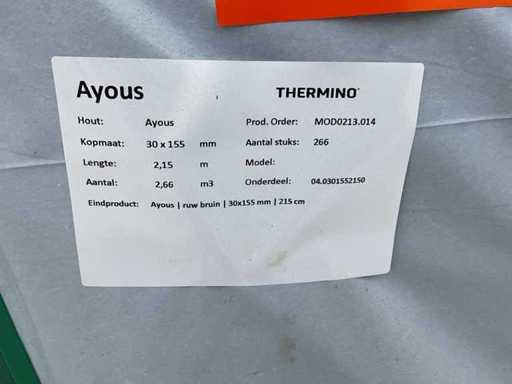 Ayous THERMINO
Hout: Ayous Prod. Order: MOD0213.014
Kopmaat: 30 x 155 mm Aantal stuks: 266
Lengte: 2,15 m Model:
Aantal: 2,66 m3 Onderdeel: 04.0301552150
Eindproduct: Ayous | ruw bruin | 30x155 mm | 215 cm